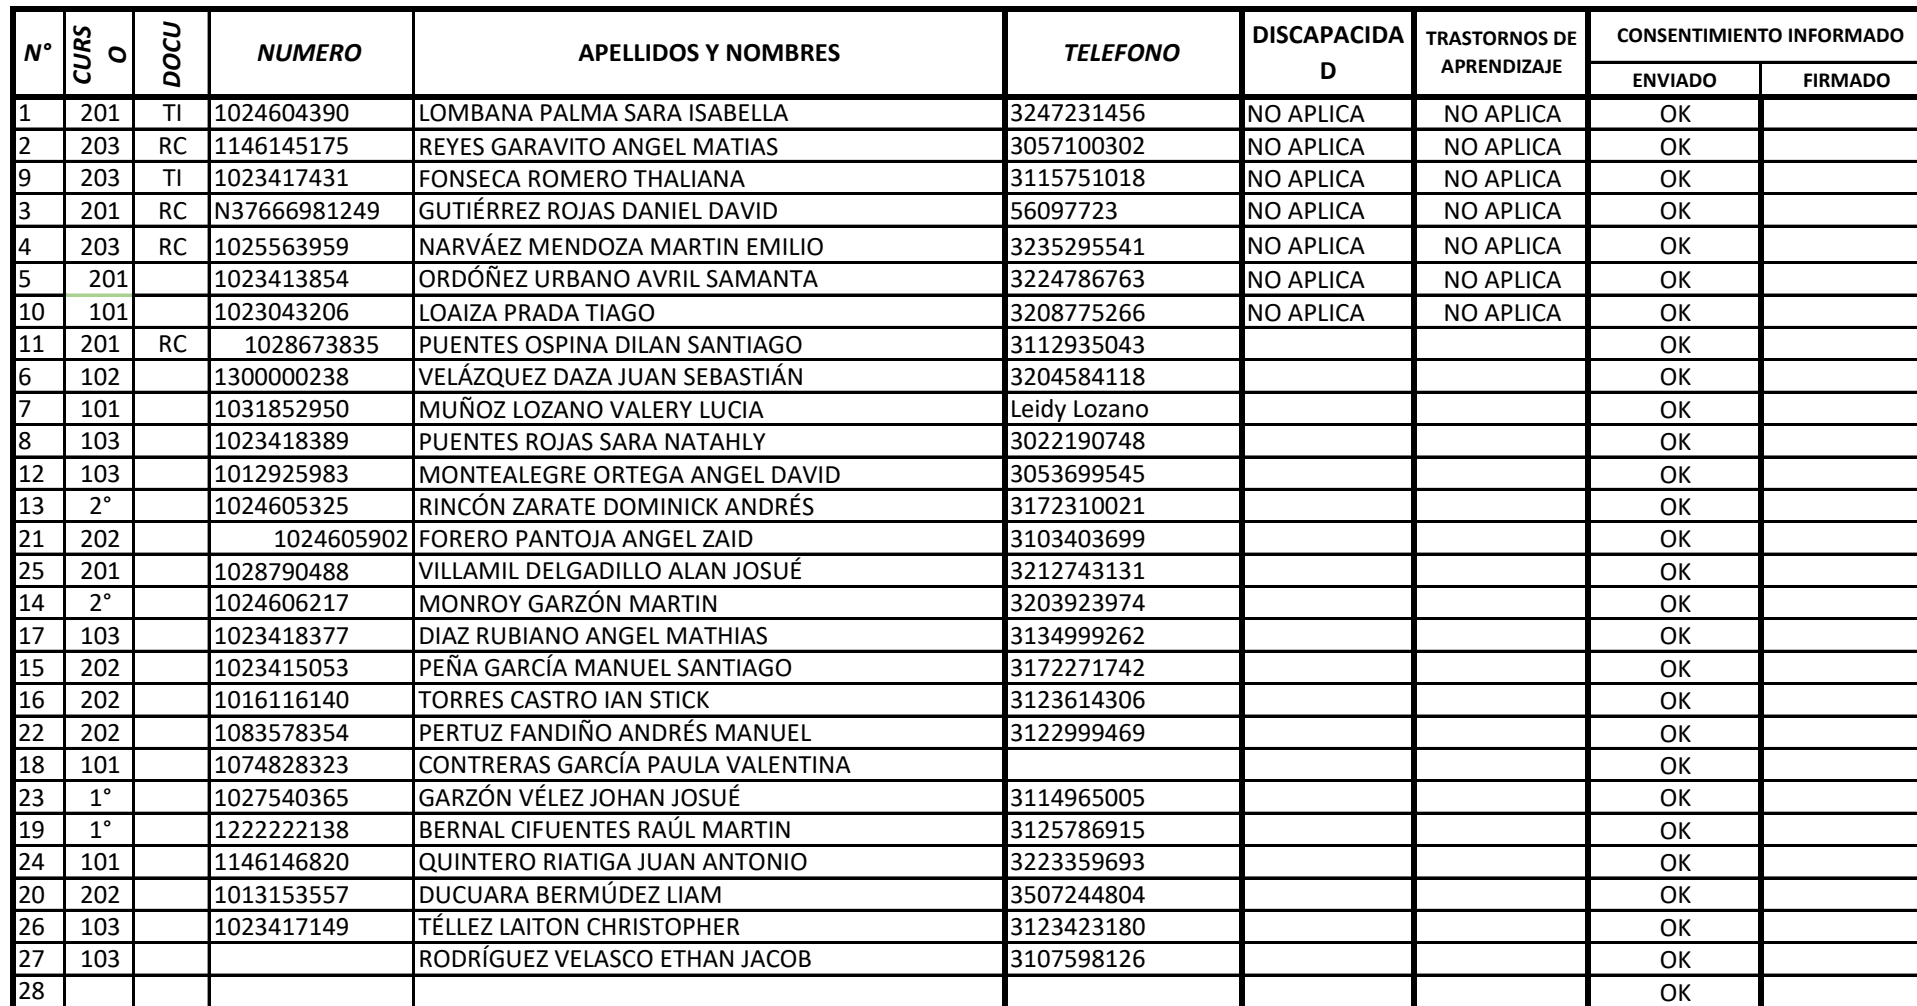 N° CURSO DOCU NUMERO APELLIDOS Y NOMBRES TELEFONO DISCAPACIDAD TRASTORNOS DE APRENDIZAJE CONSENTIMIENTO INFORMADO
ENVIADO FIRMADO
1 201 TI 1024604390 LOMBANA PALMA SARA ISABELLA 3247231456 NO APLICA NO APLICA OK
2 203 RC 1146145175 REYES GARAVITO ANGEL MATIAS 3057100302 NO APLICA NO APLICA OK
9 203 TI 1023417431 FONSECA ROMERO THALIANA 3115751018 NO APLICA NO APLICA OK
3 201 RC N37666981249 GUTIÉRREZ ROJAS DANIEL DAVID 56097723 NO APLICA NO APLICA OK
4 203 RC 1025563959 NARVÁEZ MENDOZA MARTIN EMILIO 3235295541 NO APLICA NO APLICA OK
5 201 1023413854 ORDÓÑEZ URBANO AVRIL SAMANTA 3224786763 NO APLICA NO APLICA OK
10 101 1023043206 LOAIZA PRADA TIAGO 3208775266 NO APLICA NO APLICA OK
11 201 RC 1028673835 PUENTES OSPINA DILAN SANTIAGO 3112935043 OK
6 102 1300000238 VELÁZQUEZ DAZA JUAN SEBASTIÁN 3204584118 OK
7 101 1031852950 MUÑOZ LOZANO VALERY LUCIA Leidy Lozano OK
8 103 1023418389 PUENTES ROJAS SARA NATAHLY 3022190748 OK
12 103 1012925983 MONTEALEGRE ORTEGA ANGEL DAVID 3053699545 OK
13 2° 1024605325 RINCÓN ZARATE DOMINICK ANDRÉS 3172310021 OK
21 202 1024605902 FORERO PANTOJA ANGEL ZAID 3103403699 OK
25 201 1028790488 VILLAMIL DELGADILLO ALAN JOSUÉ 3212743131 OK
14 2° 1024606217 MONROY GARZÓN MARTIN 3203923974 OK
17 103 1023418377 DIAZ RUBIANO ANGEL MATHIAS 3134999262 OK
15 202 1023415053 PEÑA GARCÍA MANUEL SANTIAGO 3172271742 OK
16 202 1016116140 TORRES CASTRO IAN STICK 3123614306 OK
22 202 1083578354 PERTUZ FANDIÑO ANDRÉS MANUEL 3122999469 OK
18 101 1074828323 CONTRERAS GARCÍA PAULA VALENTINA OK
23 1° 1027540365 GARZÓN VÉLEZ JOHAN JOSUÉ 3114965005 OK
19 1° 1222222138 BERNAL CIFUENTES RAÚL MARTIN 3125786915 OK
24 101 1146146820 QUINTERO RIATIGA JUAN ANTONIO 3223359693 OK
20 202 1013153557 DUCUARA BERMÚDEZ LIAM 3507244804 OK
26 103 1023417149 TÉLLEZ LAITON CHRISTOPHER 3123423180 OK
27 103 RODRÍGUEZ VELASCO ETHAN JACOB 3107598126 OK
28 OK